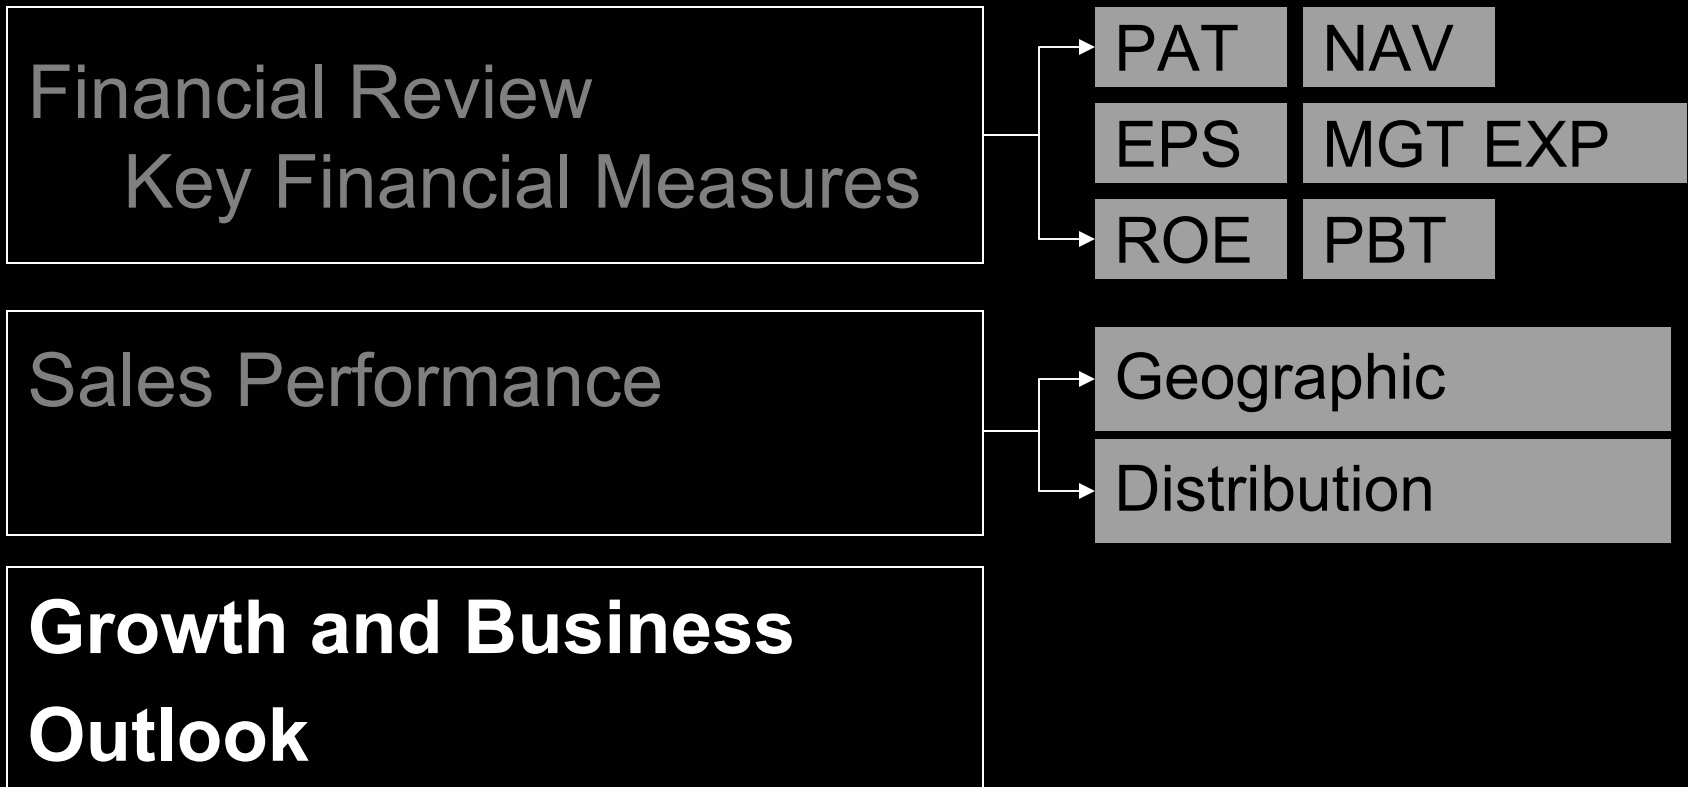 Financial Review
Key Financial Measures
PAT
NAV
EPS
MGT EXP
ROE
PBT
Sales Performance
Geographic
Distribution
Growth and Business
Outlook